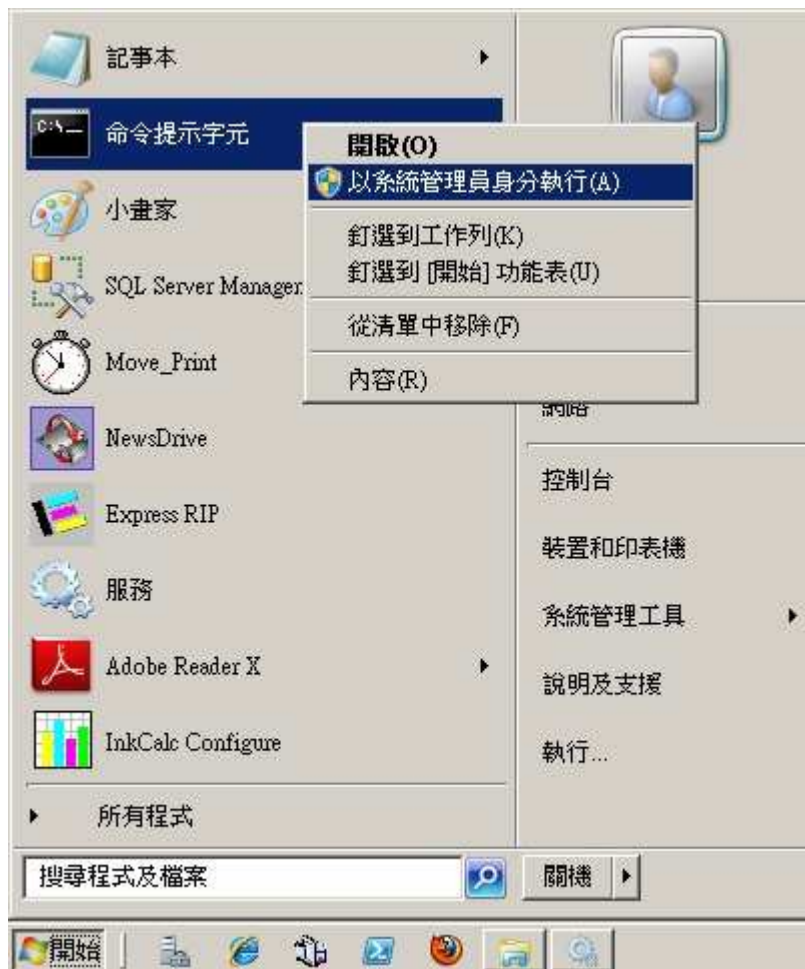 記事本
命令提示字元
小畫家
SQL Server Manager
Move_Print
NewsDrive
Express RIP
服務
Adobe Reader X
InkCalc Configure
所有程式
搜尋程式及檔案
開啟(O)
以系統管理員身分執行(A)
釘選到工作列(K)
釘選到 [開始] 功能表(U)
從清單中移除(F)
內容(R)
網路
控制台
裝置和印表機
系統管理工具
說明及支援
執行...
關機
開始
C:\